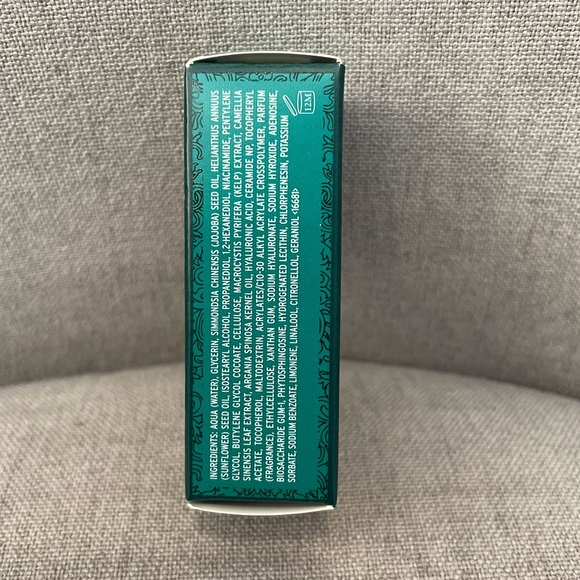 INGREDIENTS: AQUA (WATER), GLYCERIN, SIMMONDSIA CHINENSIS (JOJOBA) SEED OIL, HELIANTHUS ANNUUS
(SUNFLOWER) SEED OIL, ISOSTEARYL ALCOHOL, PROPANEDIOL, 1,2-HEXANEDIOL, NIACINAMIDE, PENTYLENE
GLYCOL, BUTYLENE GLYCOL COCOATE, CELLULOSE, MACROCYSTIS PYRIFERA (KELP) EXTRACT, CAMELLIA
SINENSIS LEAF EXTRACT, ARGANIA SPINOSA KERNEL OIL, HYALURONIC ACID, CERAMIDE NP, TOCOPHERYL
ACETATE, TOCOPHEROL, MALTODEXTRIN, ACRYLATES/C10-30 ALKYL ACRYLATE CROSSPOLYMER, PARFUM
(FRAGRANCE), ETHYLCELLULOSE, XANTHAN GUM, SODIUM HYALURONATE, SODIUM HYROXIDE, ADENOSINE,
BIOSACCHARIDE GUM-1, PHYTOSPHINGOSINE, HYDROGENATED LECITHIN, CHLORPHENESIN, POTASSIUM
SORBATE, SODIUM BENZOATE, LIMONENE, LINALOOL, CITRONELLOL, GERANIOL <1668>
12M